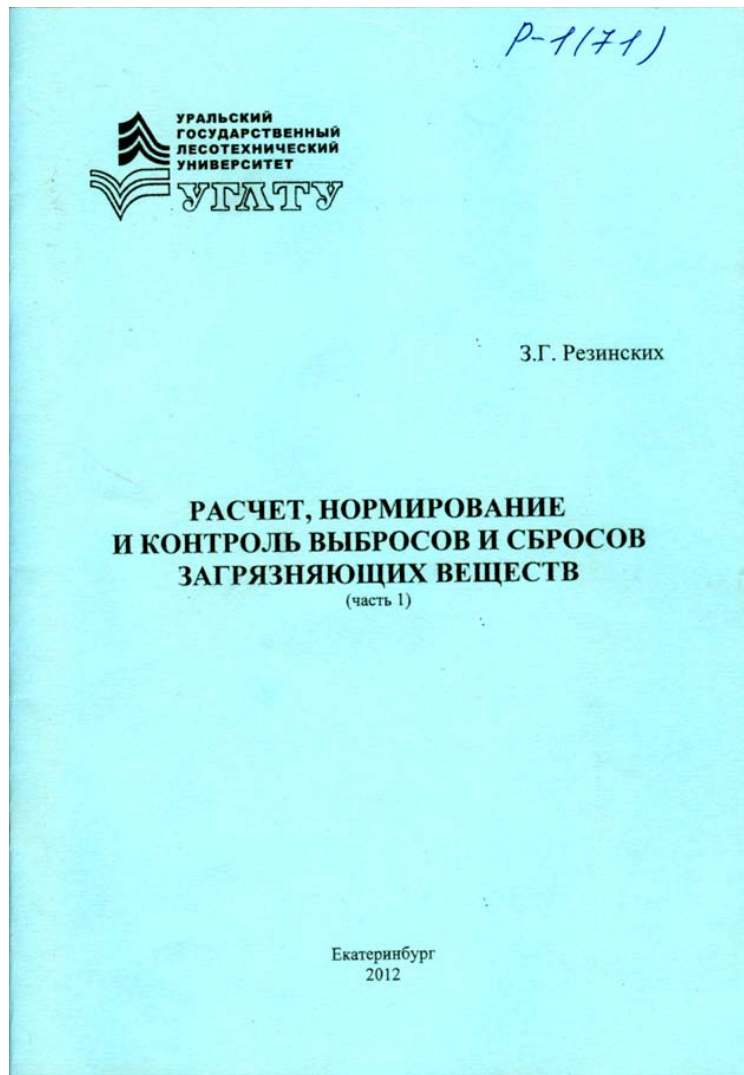 Р-1(71)
УРАЛЬСКИЙ
ГОСУДАРСТВЕННЫЙ
ЛЕСОТЕХНИЧЕСКИЙ
УНИВЕРСИТЕТ
УГЛТУ
З.Г. Резинских
РАСЧЕТ, НОРМИРОВАНИЕ
И КОНТРОЛЬ ВЫБРОСОВ И СБРОСОВ
ЗАГРЯЗНЯЮЩИХ ВЕЩЕСТВ
(часть 1)
Екатеринбург
2012